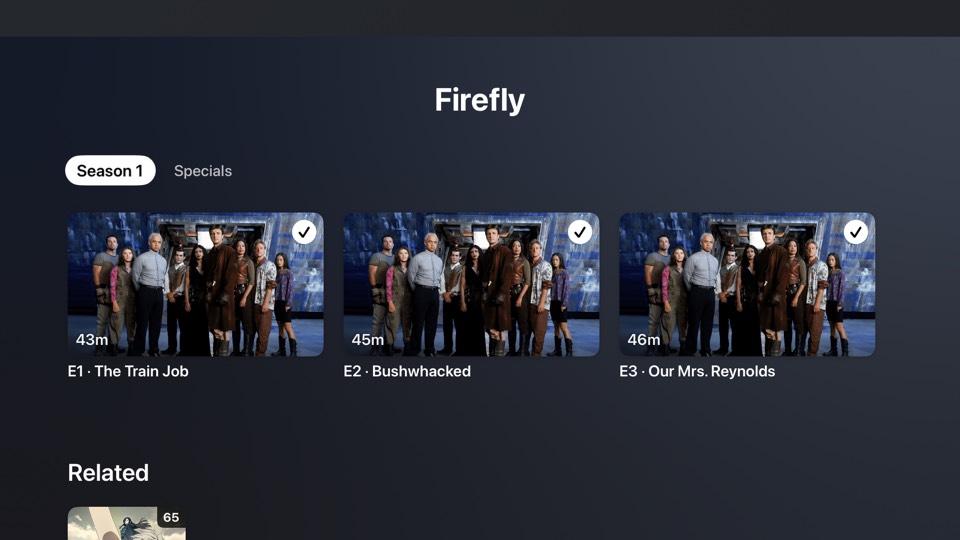 Firefly
Season 1
Specials
43m
45m
46m
E1 · The Train Job
E2 · Bushwhacked
E3 · Our Mrs. Reynolds
Related
65